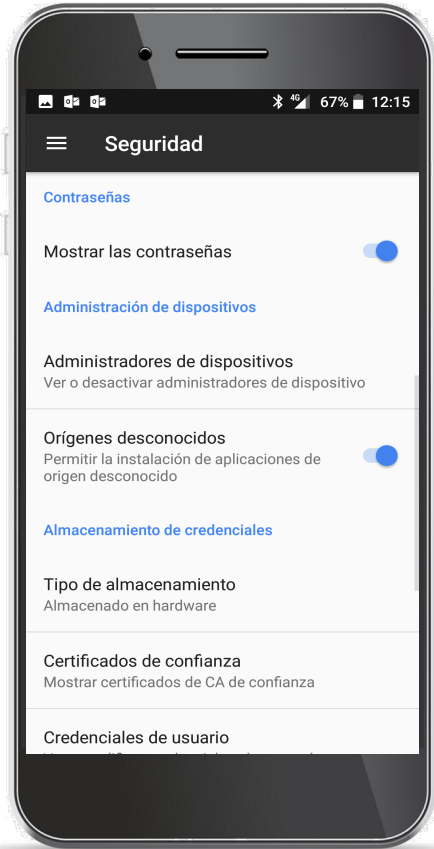 4G 67% 12:15
Seguridad
Contraseñas
Mostrar las contraseñas
Administración de dispositivos
Administradores de dispositivos
Ver o desactivar administradores de dispositivo
Orígenes desconocidos
Permitir la instalación de aplicaciones de
origen desconocido
Almacenamiento de credenciales
Tipo de almacenamiento
Almacenado en hardware
Certificados de confianza
Mostrar certificados de CA de confianza
Credenciales de usuario